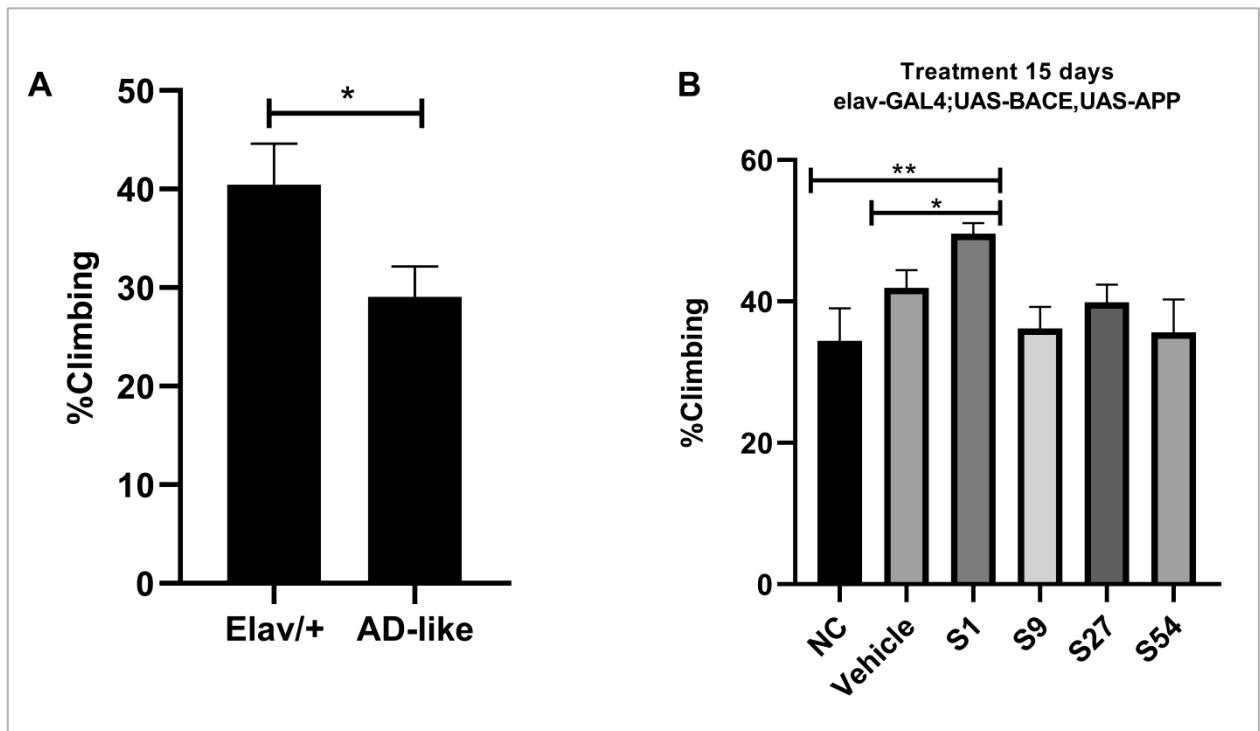 A
%Climbing
50
40
30
20
10
0
*
Elav/+ AD-like
B
Treatment 15 days
elav-GAL4;UAS-BACE,UAS-APP
%Climbing
60
40
20
0
**
*
NC
Vehicle
S1
S9
S27
S54